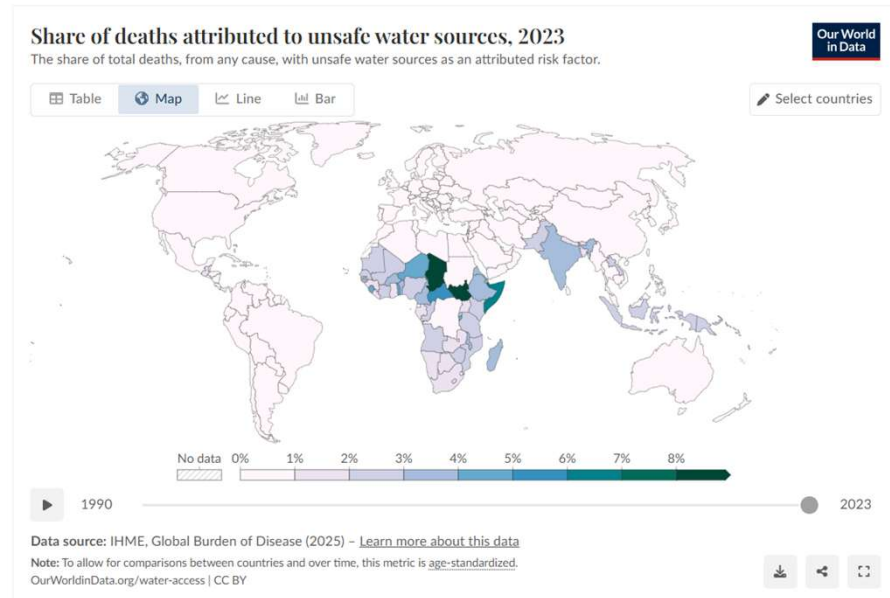 Share of deaths attributed to unsafe water sources, 2023
The share of total deaths, from any cause, with unsafe water sources as an attributed risk factor.
Our World
in Data
Table
Map
Line
Bar
Select countries
No data
0%
1%
2%
3%
4%
5%
6%
7%
8%
1990
2023
Data source: IHME, Global Burden of Disease (2025) – Learn more about this data
Note: To allow for comparisons between countries and over time, this metric is age-standardized.
OurWorldinData.org/water-access | CC BY